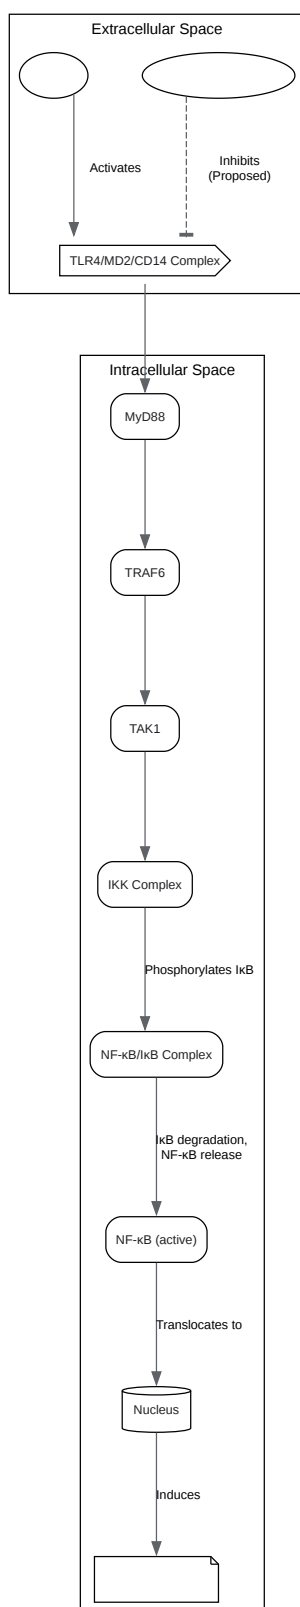 Extracellular Space
Activates
Inhibits
(Proposed)
TLR4/MD2/CD14 Complex
Intracellular Space
MyD88
TRAF6
TAK1
IKK Complex
Phosphorylates IκB
NF-κB/IκB Complex
IκB degradation,
NF-κB release
NF-κB (active)
Translocates to
Nucleus
Induces